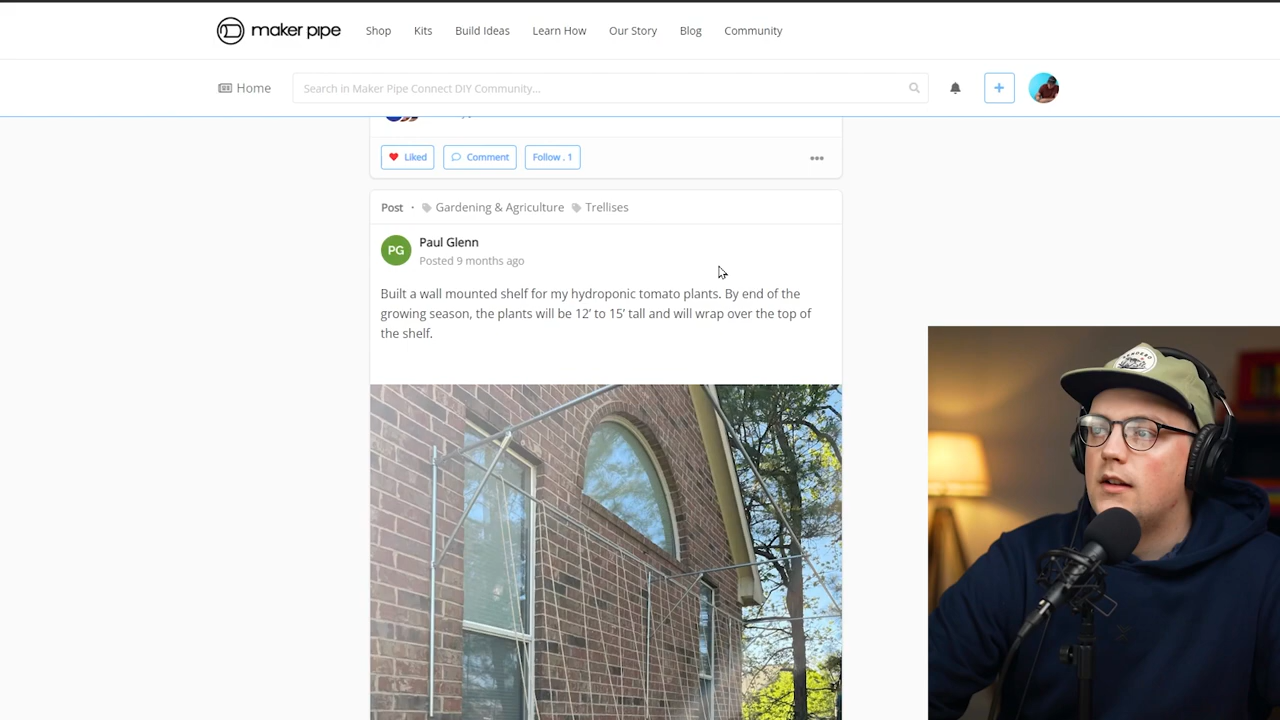 maker pipe Shop Kits Build Ideas Learn How Our Story Blog Community
Home Search in Maker Pipe Connect DIY Community...
Liked Comment Follow . 1
Post · Gardening & Agriculture Trellises
PG Paul Glenn
Posted 9 months ago
Built a wall mounted shelf for my hydroponic tomato plants. By end of the
growing season, the plants will be 12' to 15' tall and will wrap over the top of
the shelf.